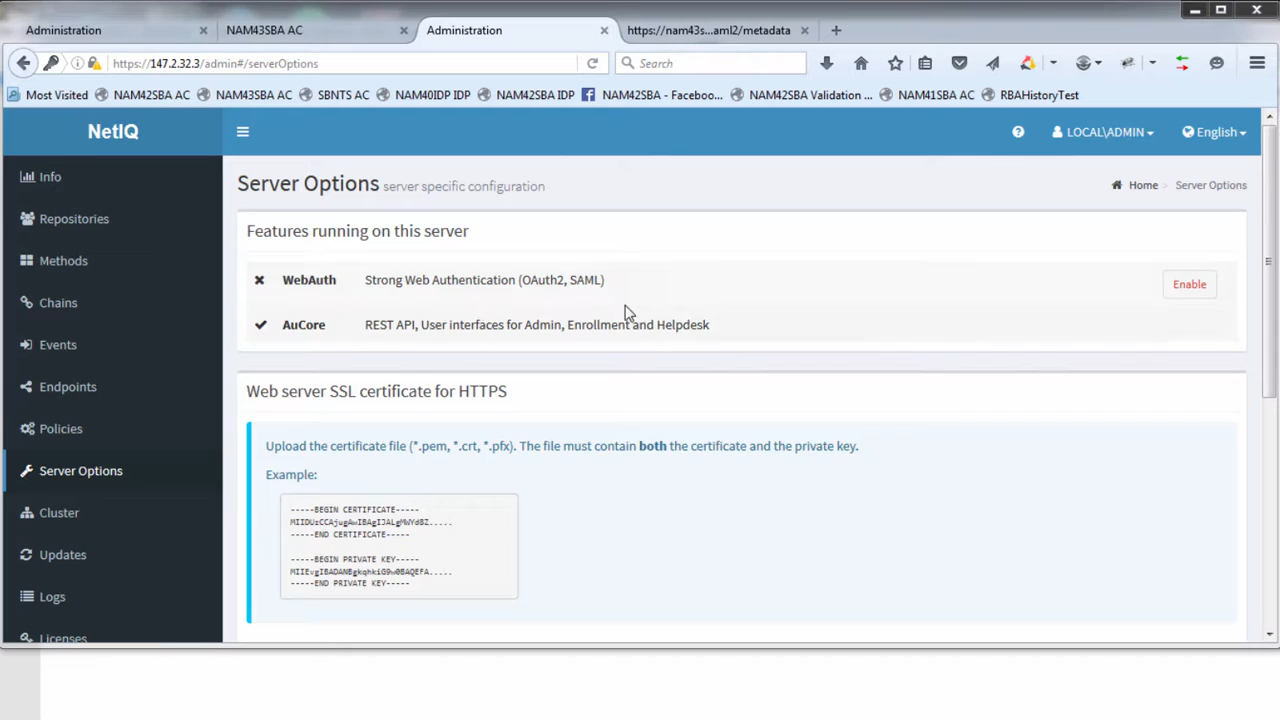 Administration
NAM43SBA AC
Administration
https://nam43s...aml2/metadata
https://147.2.32.3/admin#/serverOptions
Search
Most Visited
NAM42SBA AC
NAM43SBA AC
SBNTS AC
NAM40IDP IDP
NAM42SBA IDP
NAM42SBA - Faceboo...
NAM42SBA Validation ...
NAM41SBA AC
RBAHistoryTest
NetIQ
LOCAL\ADMIN
English
Info
Repositories
Methods
Chains
Events
Endpoints
Policies
Server Options
Cluster
Updates
Logs
Licenses
Server Options server specific configuration
Home > Server Options
Features running on this server
WebAuth Strong Web Authentication (OAuth2, SAML) Enable
AuCore REST API, User interfaces for Admin, Enrollment and Helpdesk
Web server SSL certificate for HTTPS
Upload the certificate file (*.pem, *.crt, *.pfx). The file must contain both the certificate and the private key.
Example:
-----BEGIN CERTIFICATE-----
-----END CERTIFICATE-----
-----BEGIN PRIVATE KEY-----
-----END PRIVATE KEY-----